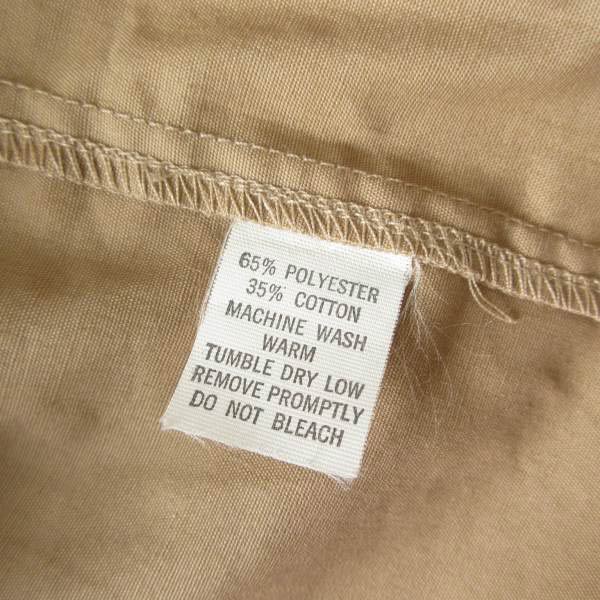 65% POLYESTER
35% COTTON
MACHINE WASH
WARM
TUMBLE DRY LOW
REMOVE PROMPTLY
DO NOT BLEACH